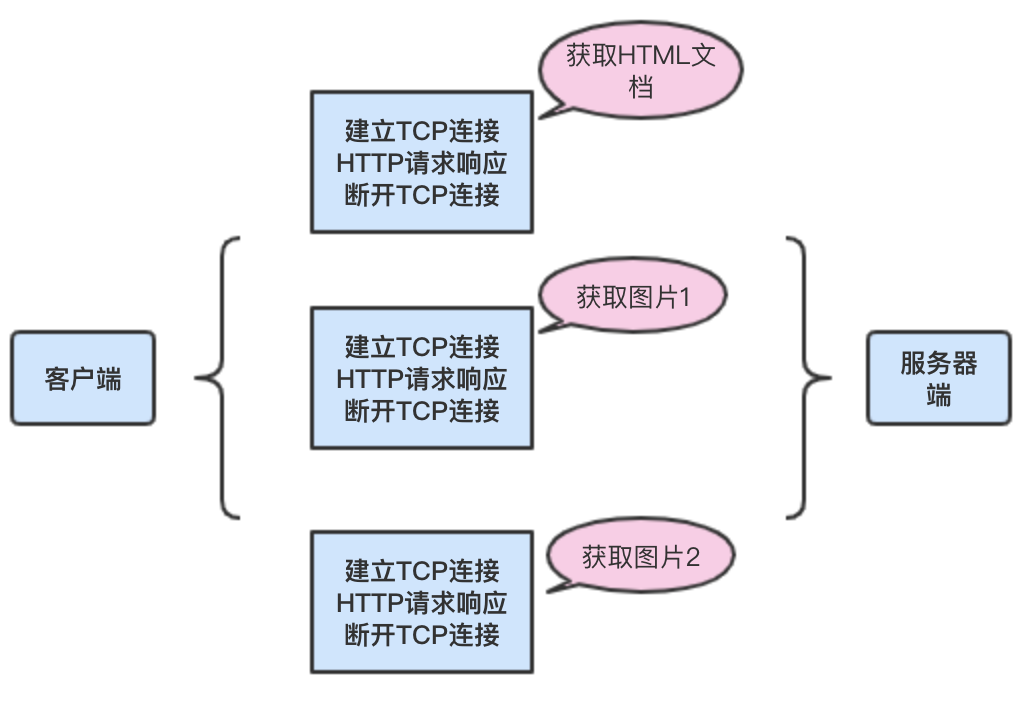 获取HTML文
档
建立TCP连接
HTTP请求响应
断开TCP连接
获取图片1
建立TCP连接
HTTP请求响应
断开TCP连接
客户端
服务器
端
获取图片2
建立TCP连接
HTTP请求响应
断开TCP连接